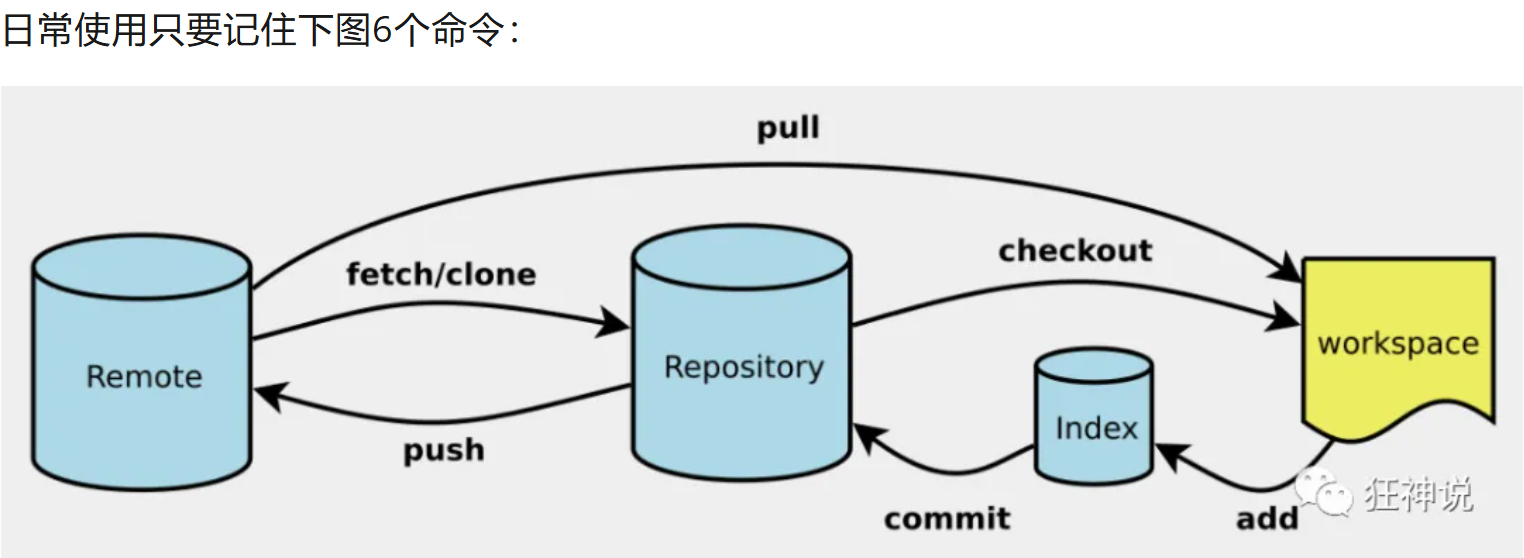 日常使用只要记住下图6个命令：
pull
fetch/clone
checkout
Remote
Repository
workspace
Index
push
commit
add
狂神说